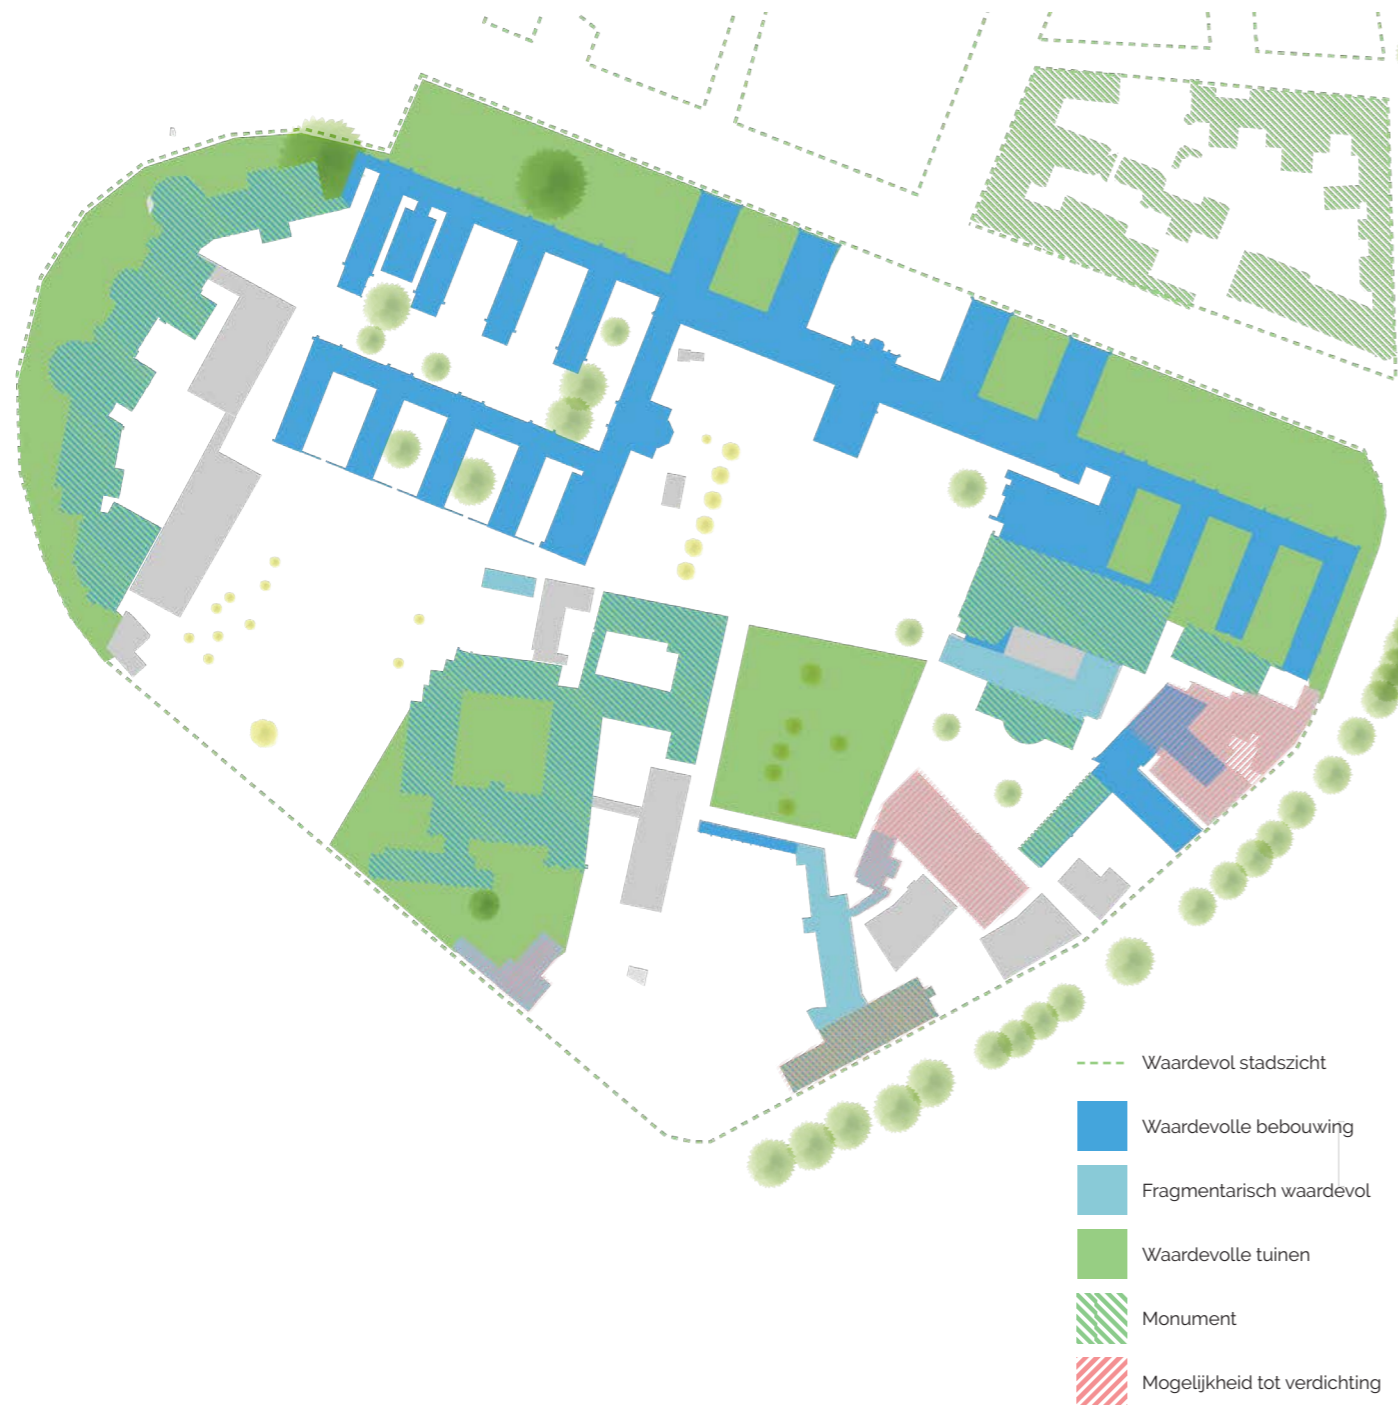 Waardevol stadszicht
Waardevolle bebouwing
Fragmentarisch waardevol
Waardevolle tuinen
Monument
Mogelijkheid tot verdichting